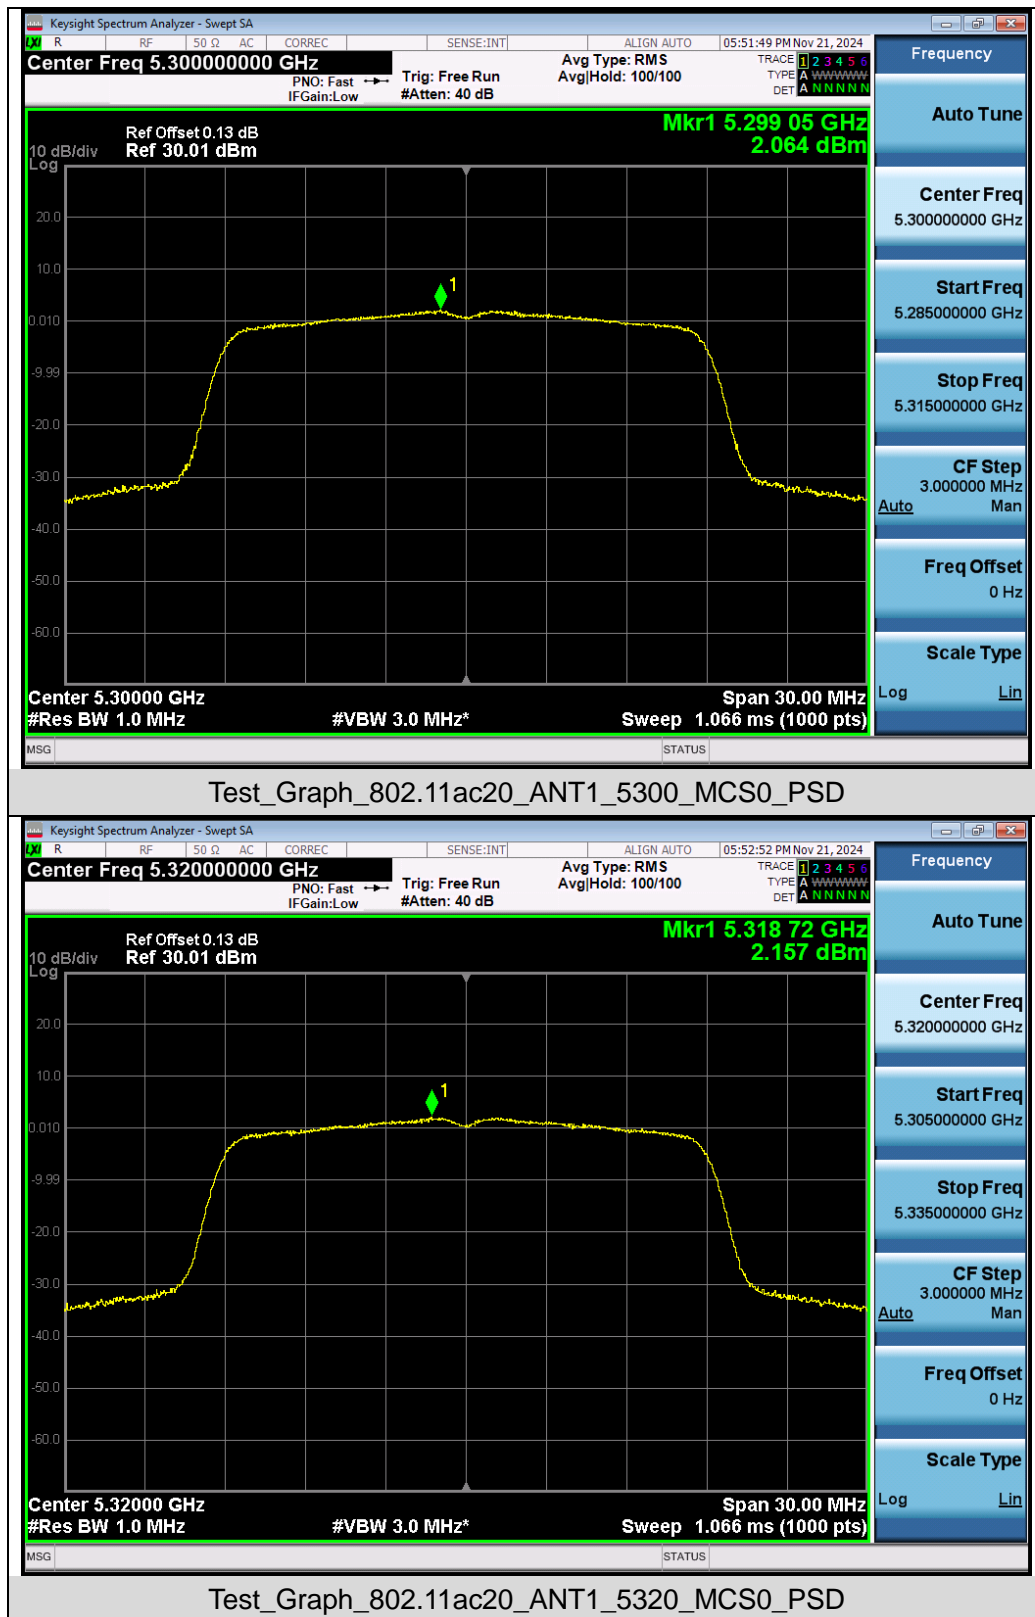 Keysight Spectrum Analyzer - Swept SA
LXI R RF 50 Ω AC CORREC SENSE:INT ALIGN AUTO 05:51:49 PM Nov 21, 2024
Center Freq 5.300000000 GHz
PNO: Fast
IFGain:Low
Trig: Free Run
#Atten: 40 dB
Avg Type: RMS
Avg|Hold: 100/100
TRACE 1 2 3 4 5 6
TYPE A WWWWW
DET A N N N N N
Ref Offset 0.13 dB
10 dB/div Ref 30.01 dBm
Log
Mkr1 5.299 05 GHz
2.064 dBm
20.0
10.0
1
0.010
-9.99
-20.0
-30.0
-40.0
-50.0
-60.0
Center 5.30000 GHz Span 30.00 MHz
#Res BW 1.0 MHz #VBW 3.0 MHz* Sweep 1.066 ms (1000 pts)
MSG STATUS
Frequency
Auto Tune
Center Freq
5.300000000 GHz
Start Freq
5.285000000 GHz
Stop Freq
5.315000000 GHz
CF Step
3.000000 MHz
Auto Man
Freq Offset
0 Hz
Scale Type
Log Lin
Test_Graph_802.11ac20_ANT1_5300_MCS0_PSD
Keysight Spectrum Analyzer - Swept SA
LXI R RF 50 Ω AC CORREC SENSE:INT ALIGN AUTO 05:52:52 PM Nov 21, 2024
Center Freq 5.320000000 GHz
PNO: Fast
IFGain:Low
Trig: Free Run
#Atten: 40 dB
Avg Type: RMS
Avg|Hold: 100/100
TRACE 1 2 3 4 5 6
TYPE A WWWWW
DET A N N N N N
Ref Offset 0.13 dB
10 dB/div Ref 30.01 dBm
Log
Mkr1 5.318 72 GHz
2.157 dBm
20.0
10.0
1
0.010
-9.99
-20.0
-30.0
-40.0
-50.0
-60.0
Center 5.32000 GHz Span 30.00 MHz
#Res BW 1.0 MHz #VBW 3.0 MHz* Sweep 1.066 ms (1000 pts)
MSG STATUS
Frequency
Auto Tune
Center Freq
5.320000000 GHz
Start Freq
5.305000000 GHz
Stop Freq
5.335000000 GHz
CF Step
3.000000 MHz
Auto Man
Freq Offset
0 Hz
Scale Type
Log Lin
Test_Graph_802.11ac20_ANT1_5320_MCS0_PSD